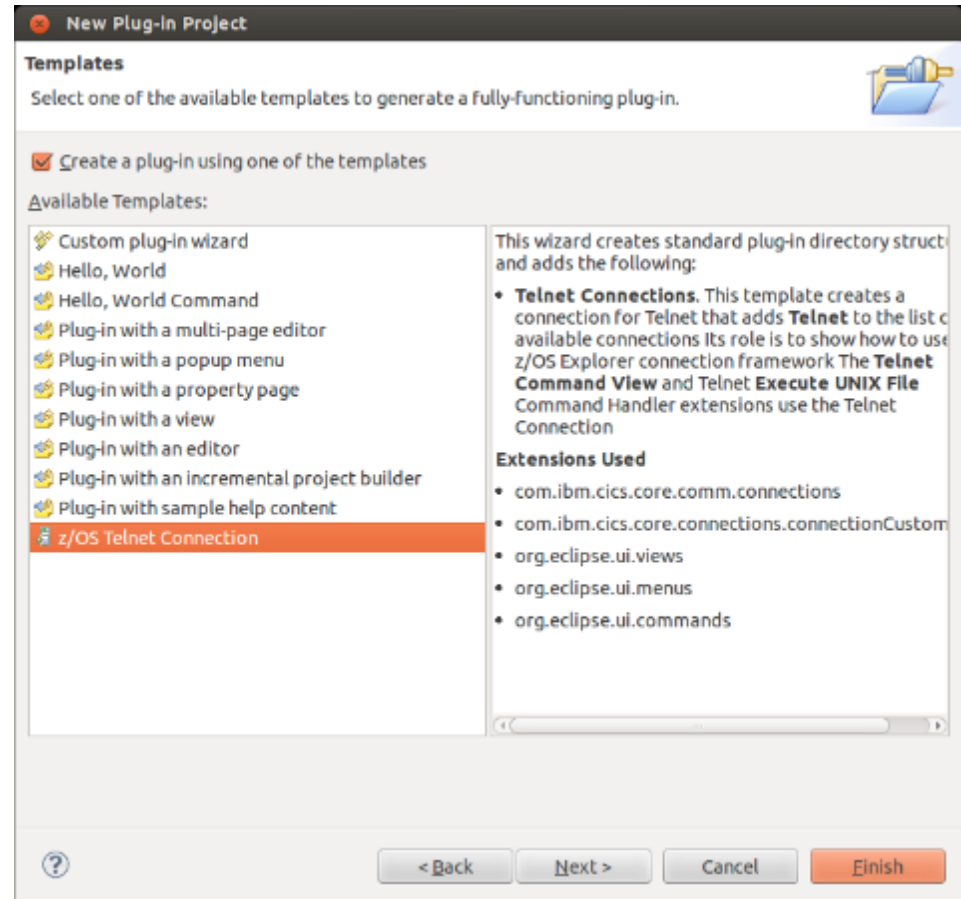 New Plug-in Project
Templates
Select one of the available templates to generate a fully-functioning plug-in.
Create a plug-in using one of the templates
Available Templates:
Custom plug-in wizard
Hello, World
Hello, World Command
Plug-in with a multi-page editor
Plug-in with a popup menu
Plug-in with a property page
Plug-in with a view
Plug-in with an editor
Plug-in with an incremental project builder
Plug-in with sample help content
z/OS Telnet Connection
This wizard creates standard plug-in directory struct
and adds the following:
• Telnet Connections. This template creates a
connection for Telnet that adds Telnet to the list
available connections Its role is to show how to use
z/OS Explorer connection framework The Telnet
Command View and Telnet Execute UNIX File
Command Handler extensions use the Telnet
Connection
Extensions Used
• com.ibm.cics.core.comm.connections
• com.ibm.cics.core.connections.connectionCustom
• org.eclipse.ui.views
• org.eclipse.ui.menus
• org.eclipse.ui.commands
?
< Back
Next >
Cancel
Finish